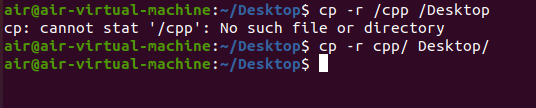 air@air-virtual-machine:~/Desktop$ cp -r /cpp /Desktop
cp: cannot stat '/cpp': No such file or directory
air@air-virtual-machine:~/Desktop$ cp -r cpp/ Desktop/
air@air-virtual-machine:~/Desktop$